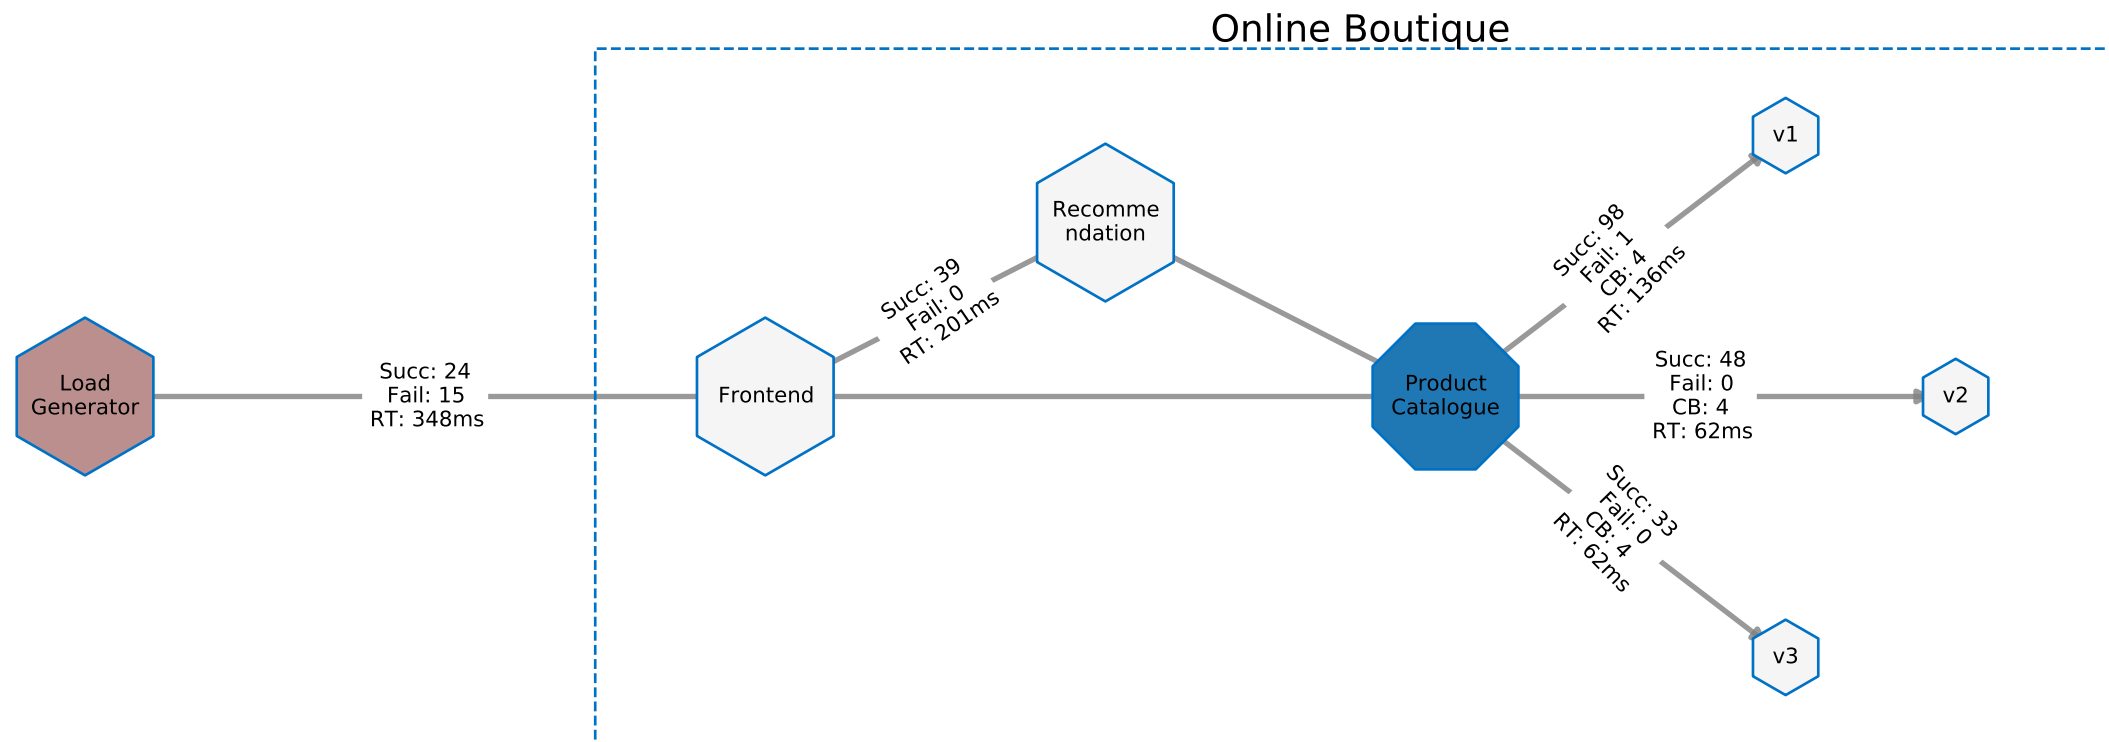 Online Boutique
Load
Generator
Succ: 24
Fail: 15
RT: 348ms
Frontend
Succ: 39
Fail: 0
RT: 201ms
Recomme
ndation
Product
Catalogue
Succ: 98
Fail: 1
CB: 4
RT: 136ms
v1
Succ: 48
Fail: 0
CB: 4
RT: 62ms
v2
Succ: 33
Fail: 0
CB: 4
RT: 62ms
v3